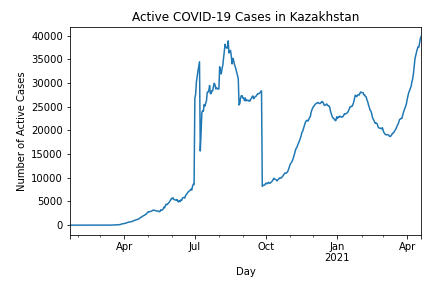 Active COVID-19 Cases in Kazakhstan
40000
35000
30000
25000
20000
15000
10000
5000
0
Number of Active Cases
Apr
Jul
Oct
Jan
2021
Apr
Day